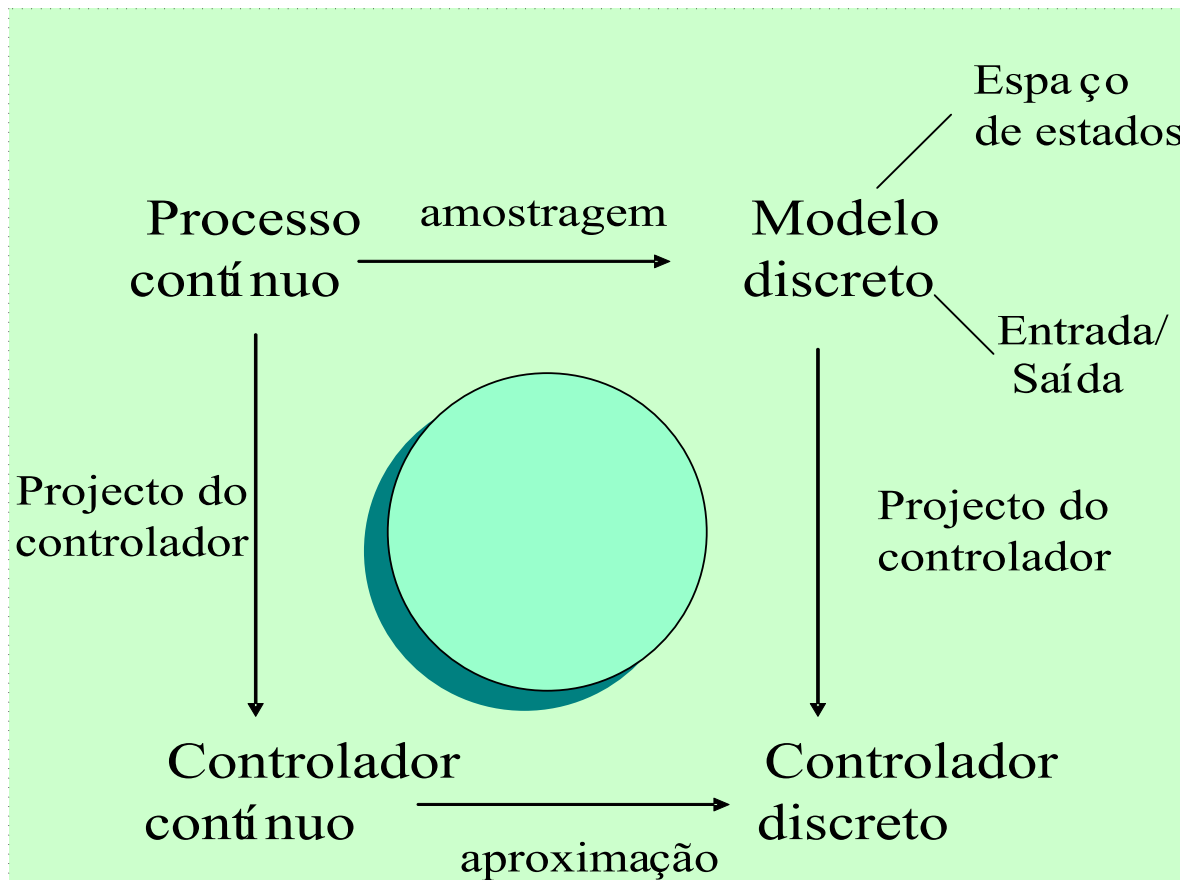 Espaço
de estados
Processo
contínuo
amostragem
Modelo
discreto
Entrada/
Saída
Projecto do
controlador
Projecto do
controlador
Controlador
contínuo
aproximação
Controlador
discreto